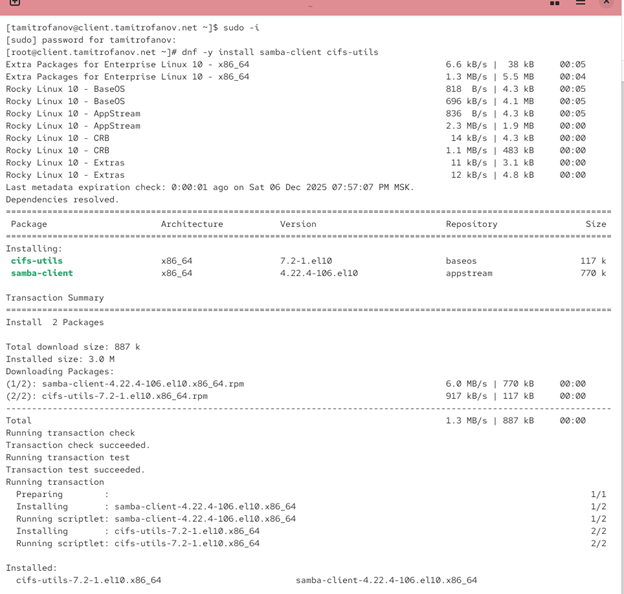 [tamitrofanov@client.tamitrofanov.net ~]$ sudo -i
[sudo] password for tamitrofanov:
[root@client.tamitrofanov.net ~]# dnf -y install samba-client cifs-utils
Extra Packages for Enterprise Linux 10 - x86_64 6.6 kB/s | 38 kB 00:05
Extra Packages for Enterprise Linux 10 - x86_64 1.3 MB/s | 5.5 MB 00:04
Rocky Linux 10 - BaseOS 818 B/s | 4.3 kB 00:05
Rocky Linux 10 - BaseOS 696 kB/s | 4.1 MB 00:05
Rocky Linux 10 - AppStream 836 B/s | 4.3 kB 00:05
Rocky Linux 10 - AppStream 2.3 MB/s | 1.9 MB 00:00
Rocky Linux 10 - CRB 14 kB/s | 4.3 kB 00:00
Rocky Linux 10 - CRB 1.1 MB/s | 483 kB 00:00
Rocky Linux 10 - Extras 11 kB/s | 3.1 kB 00:00
Rocky Linux 10 - Extras 12 kB/s | 4.8 kB 00:00
Last metadata expiration check: 0:00:01 ago on Sat 06 Dec 2025 07:57:07 PM MSK.
Dependencies resolved.
================================================================================
Package Architecture Version Repository Size
================================================================================
Installing:
cifs-utils x86_64 7.2-1.el10 baseos 117 k
samba-client x86_64 4.22.4-106.el10 appstream 770 k
Transaction Summary
================================================================================
Install 2 Packages
Total download size: 887 k
Installed size: 3.0 M
Downloading Packages:
(1/2): samba-client-4.22.4-106.el10.x86_64.rpm 6.0 MB/s | 770 kB 00:00
(2/2): cifs-utils-7.2-1.el10.x86_64.rpm 917 kB/s | 117 kB 00:00
--------------------------------------------------------------------------------
Total 1.3 MB/s | 887 kB 00:00
Running transaction check
Transaction check succeeded.
Running transaction test
Transaction test succeeded.
Running transaction
Preparing : 1/1
Installing : samba-client-4.22.4-106.el10.x86_64 1/2
Running scriptlet: samba-client-4.22.4-106.el10.x86_64 1/2
Installing : cifs-utils-7.2-1.el10.x86_64 2/2
Running scriptlet: cifs-utils-7.2-1.el10.x86_64 2/2
Installed:
cifs-utils-7.2-1.el10.x86_64 samba-client-4.22.4-106.el10.x86_64